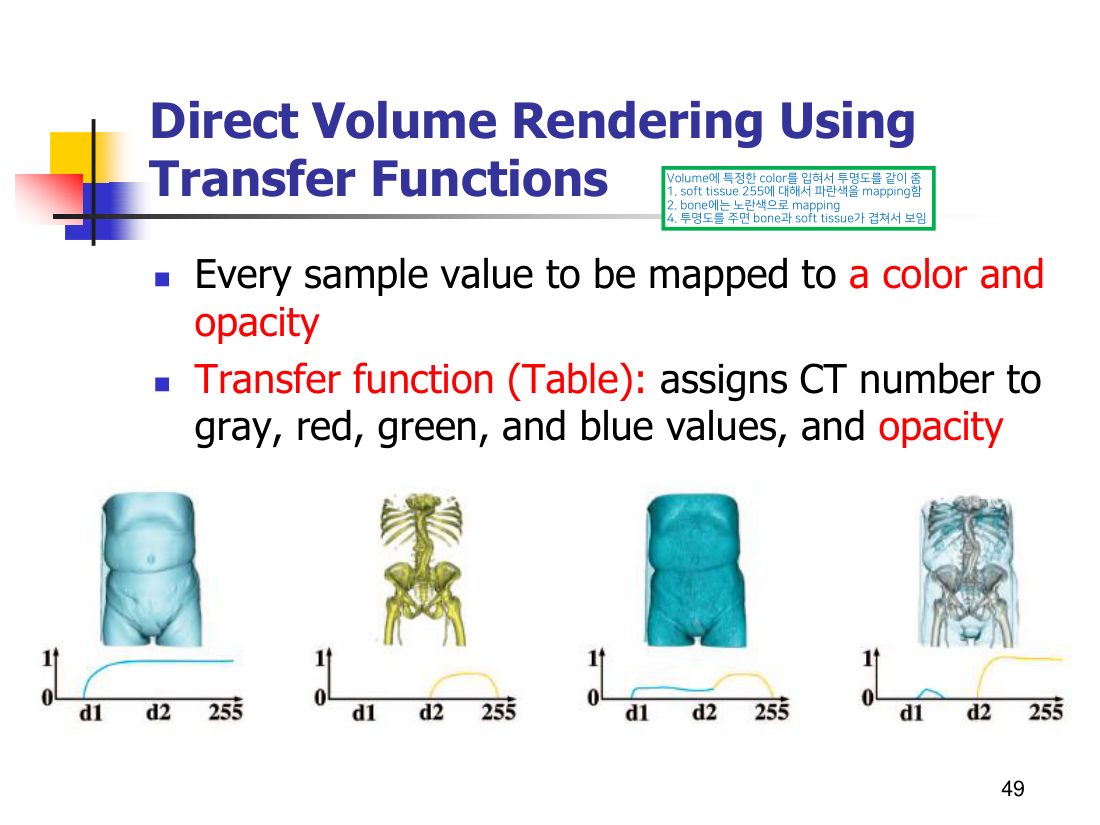 Direct Volume Rendering Using
Transfer Functions
Volume에 특정한 color를 입혀서 투명도를 같이 줌
1. soft tissue 255에 대해서 파란색을 mapping함
2. bone에는 노란색으로 mapping
4. 투명도를 주면 bone과 soft tissue가 겹쳐서 보임
Every sample value to be mapped to a color and
opacity
Transfer function (Table): assigns CT number to
gray, red, green, and blue values, and opacity
1
0
d1 d2 255
1
0
d1 d2 255
1
0
d1 d2 255
1
0
d1 d2 255
49